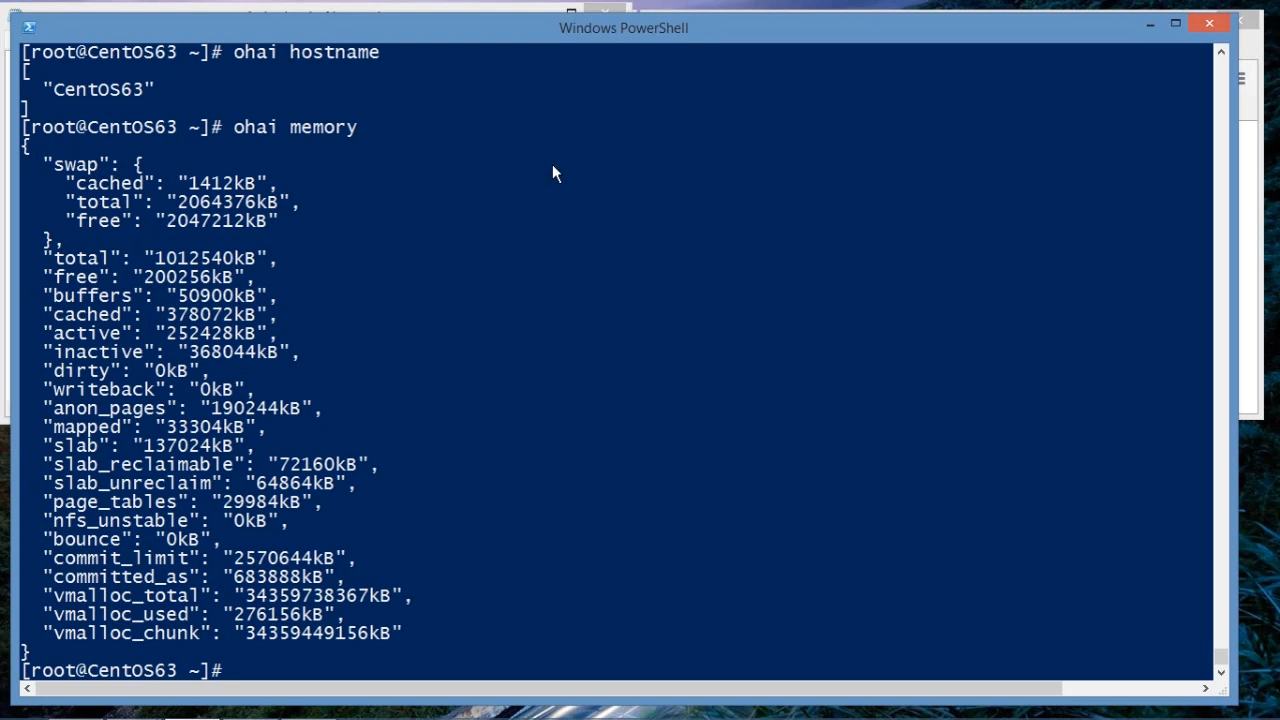 Windows PowerShell
[root@CentOS63 ~]# ohai hostname
[
  "CentOS63"
]
[root@CentOS63 ~]# ohai memory
{
  "swap": {
    "cached": "1412kB",
    "total": "2064376kB",
    "free": "2047212kB"
  },
  "total": "1012540kB",
  "free": "200256kB",
  "buffers": "50900kB",
  "cached": "378072kB",
  "active": "252428kB",
  "inactive": "368044kB",
  "dirty": "0kB",
  "writeback": "0kB",
  "anon_pages": "190244kB",
  "mapped": "33304kB",
  "slab": "137024kB",
  "slab_reclaimable": "72160kB",
  "slab_unreclaim": "64864kB",
  "page_tables": "29984kB",
  "nfs_unstable": "0kB",
  "bounce": "0kB",
  "commit_limit": "2570644kB",
  "committed_as": "683888kB",
  "vmalloc_total": "34359738367kB",
  "vmalloc_used": "276156kB",
  "vmalloc_chunk": "34359449156kB"
}
[root@CentOS63 ~]#